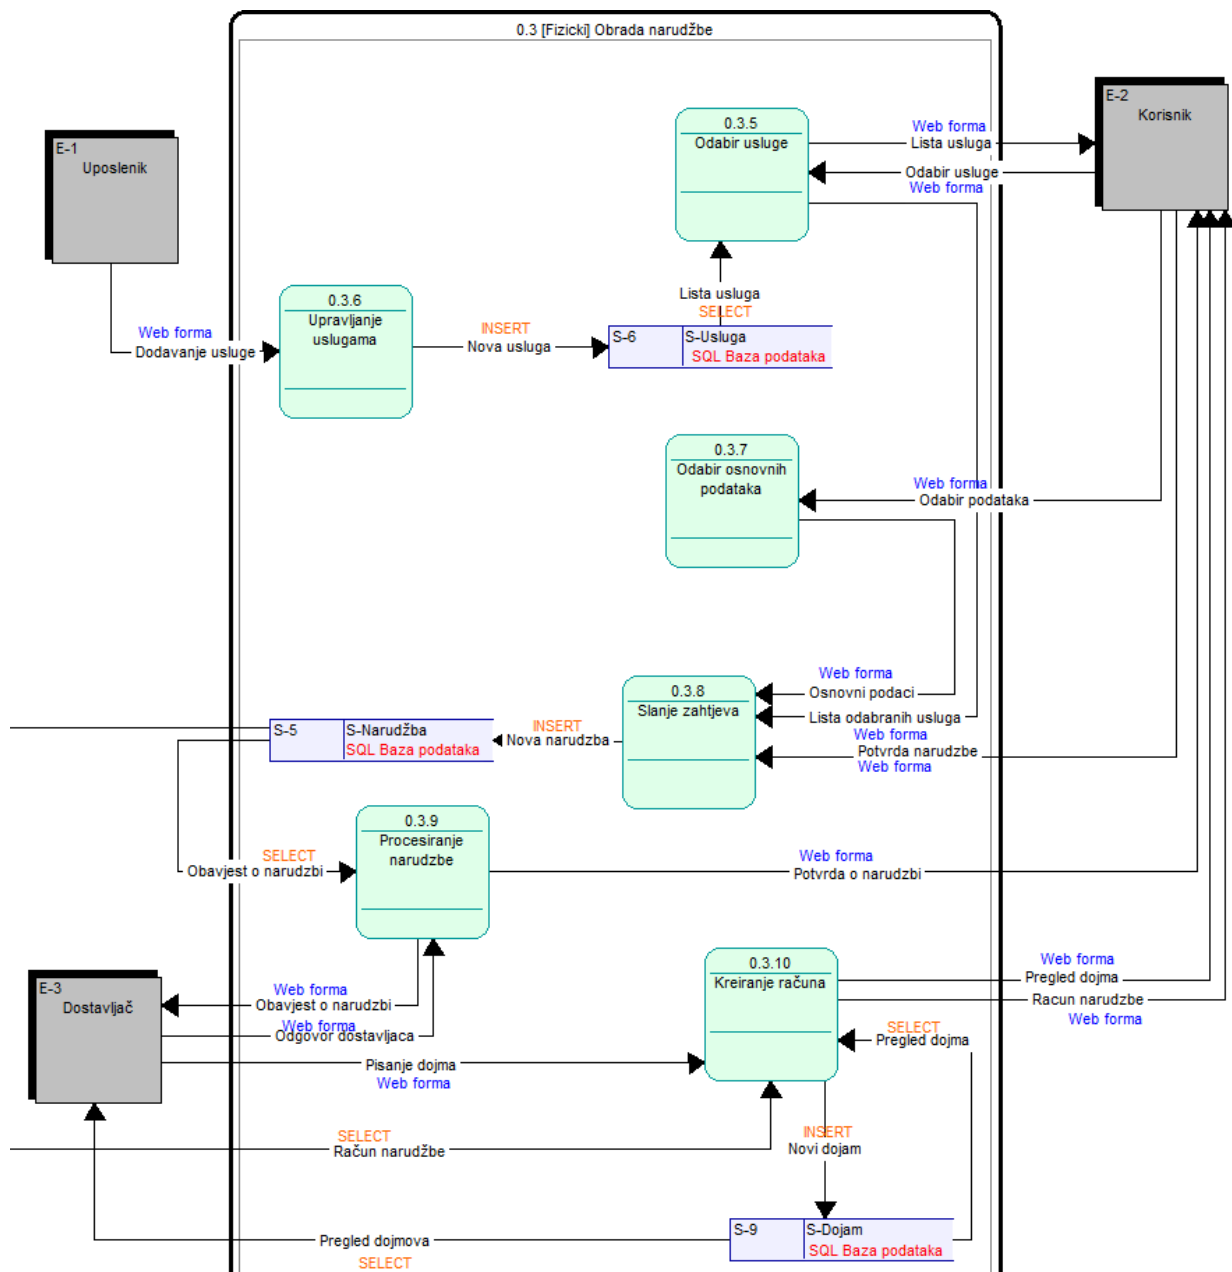 0.3 [Fizicki] Obrada narudžbe
E-1
Uposlenik
E-2
Korisnik
0.3.5
Odabir usluge
Web forma
Lista usluga
Odabir usluge
Web forma
0.3.6
Upravljanje
uslugama
Web forma
Dodavanje usluge
INSERT
Nova usluga
Lista usluga
SELECT
S-6
S-Usluga
SQL Baza podataka
0.3.7
Odabir osnovnih
podataka
Web forma
Odabir podataka
0.3.8
Slanje zahtjeva
Web forma
Osnovni podaci
Lista odabranih usluga
Web forma
Potvrda narudzbe
Web forma
INSERT
Nova narudzba
S-5
S-Narudžba
SQL Baza podataka
0.3.9
Procesiranje
narudzbe
SELECT
Obavjest o narudzbi
Web forma
Potvrda o narudzbi
E-3
Dostavljač
Web forma
Obavjest o narudzbi
Web forma
Odgovor dostavljaca
Pisanje dojma
Web forma
0.3.10
Kreiranje računa
Web forma
Pregled dojma
Racun narudzbe
Web forma
SELECT
Pregled dojma
SELECT
Račun narudžbe
INSERT
Novi dojam
S-9
S-Dojam
SQL Baza podataka
Pregled dojmova
SELECT